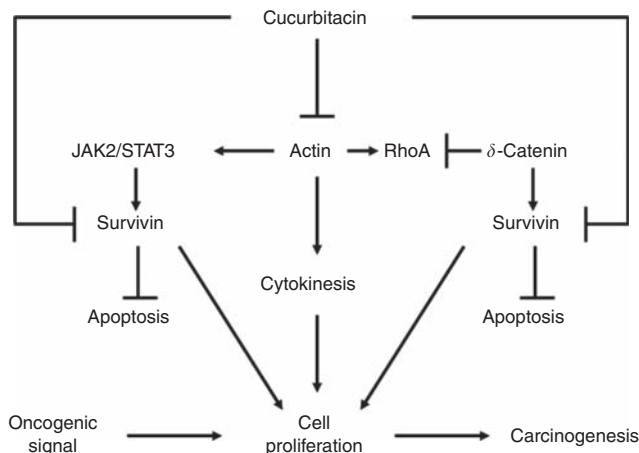 Cucurbitacin
JAK2/STAT3
Actin
RhoA
δ-Catenin
Survivin
Survivin
Cytokinesis
Apoptosis
Apoptosis
Oncogenic
signal
Cell
proliferation
Carcinogenesis